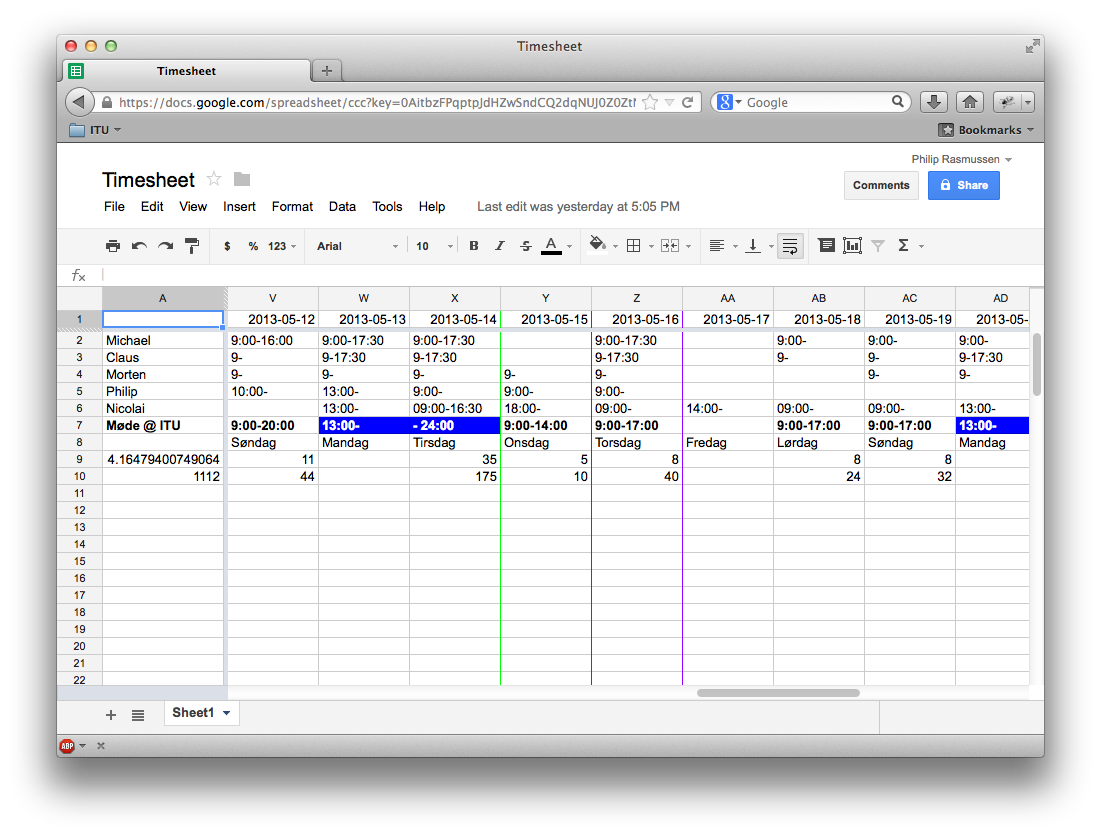 Timesheet
Timesheet
https://docs.google.com/spreadsheet/ccc?key=0AitbzFPqptpJdHZwSndCQ2dqNUJ0Z0Ztl Google
ITU Bookmarks
Philip Rasmussen
Timesheet Comments Share
File Edit View Insert Format Data Tools Help Last edit was yesterday at 5:05 PM
$ % 123 Arial 10 B I S A Σ
fx
A V W X Y Z AA AB AC AD
1 2013-05-12 2013-05-13 2013-05-14 2013-05-15 2013-05-16 2013-05-17 2013-05-18 2013-05-19 2013-05-
2 Michael 9:00-16:00 9:00-17:30 9:00-17:30 9:00-17:30 9:00- 9:00- 9:00-
3 Claus 9- 9-17:30 9-17:30 9-17:30 9- 9- 9-17:30
4 Morten 9- 9- 9- 9- 9- 9- 9-
5 Philip 10:00- 13:00- 9:00- 9:00- 9:00-
6 Nicolai 13:00- 09:00-16:30 18:00- 09:00- 14:00- 09:00- 09:00- 13:00-
7 Møde @ ITU 9:00-20:00 13:00- - 24:00 9:00-14:00 9:00-17:00 9:00-17:00 9:00-17:00 13:00-
8 Søndag Mandag Tirsdag Onsdag Torsdag Fredag Lørdag Søndag Mandag
9 4.16479400749064 11 35 5 8 8 8
10 1112 44 175 10 40 24 32
11
12
13
14
15
16
17
18
19
20
21
22
Sheet1
ABP